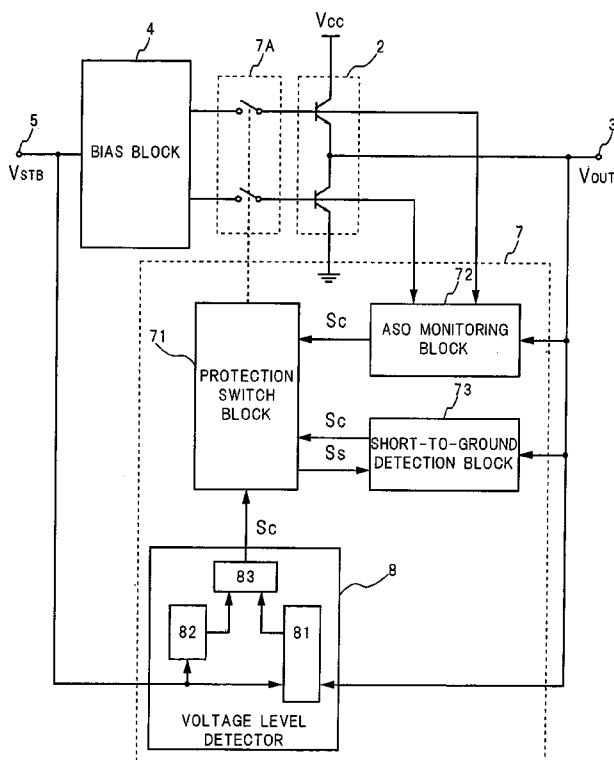 Vcc
4
7A
2
5
3
BIAS BLOCK
VSTB
VOUT
7
72
71
Sc
ASO MONITORING
BLOCK
PROTECTION
SWITCH
BLOCK
73
Sc
Ss
SHORT-TO-GROUND
DETECTION BLOCK
Sc
8
83
82
81
VOLTAGE LEVEL
DETECTOR